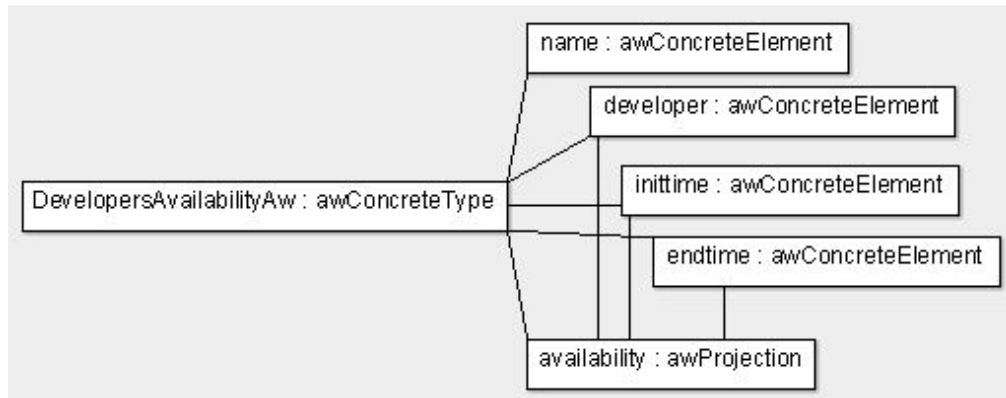 name : awConcreteElement
developer : awConcreteElement
DevelopersAvailabilityAw : awConcreteType
inittime : awConcreteElement
endtime : awConcreteElement
availability : awProjection